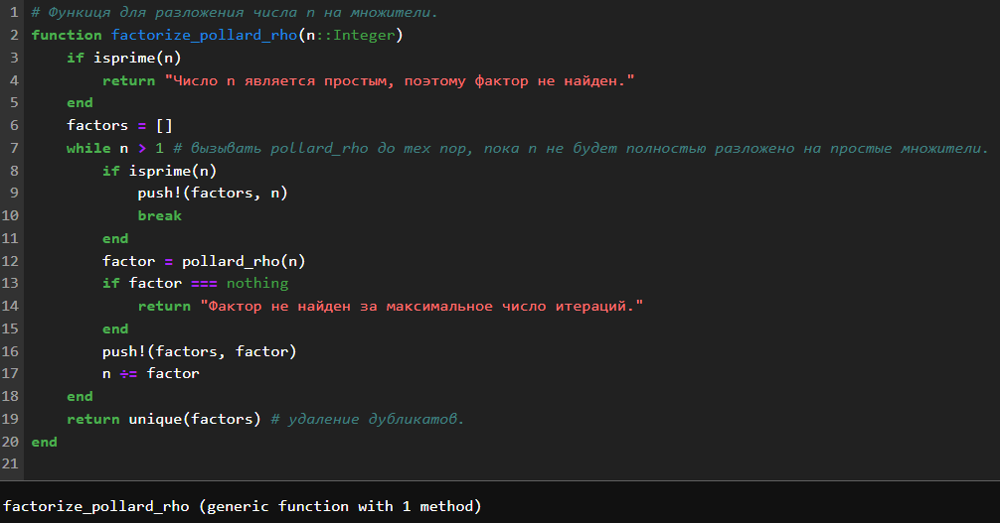 1 # Функиця для разложения числа n на множители.
2 function factorize_pollard_rho(n::Integer)
3     if isprime(n)
4         return "Число n является простым, поэтому фактор не найден."
5     end
6     factors = []
7     while n > 1 # вызывать pollard_rho до тех пор, пока n не будет полностью разложено на простые множители.
8         if isprime(n)
9             push!(factors, n)
10             break
11         end
12         factor = pollard_rho(n)
13         if factor === nothing
14             return "Фактор не найден за максимальное число итераций."
15         end
16         push!(factors, factor)
17         n ÷= factor
18     end
19     return unique(factors) # удаление дубликатов.
20 end
21
factorize_pollard_rho (generic function with 1 method)